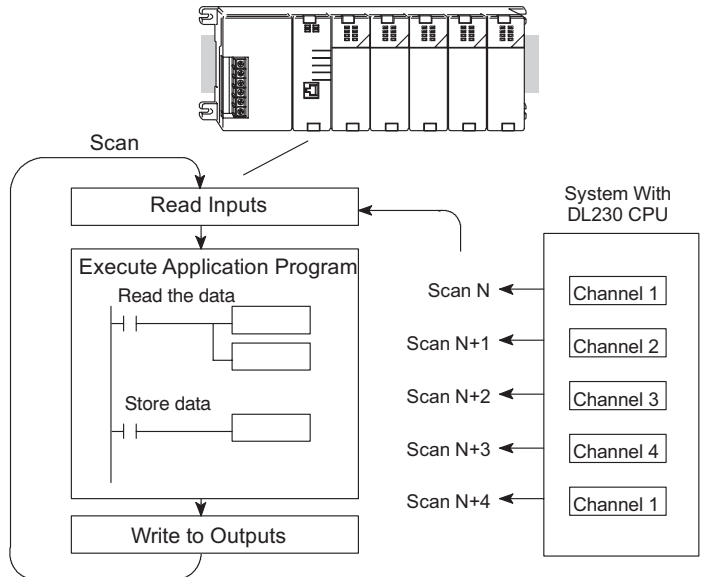 Scan
Read Inputs
Execute Application Program
Read the data
Store data
Write to Outputs
System With
DL230 CPU
Scan N
Channel 1
Scan N+1
Channel 2
Scan N+2
Channel 3
Scan N+3
Channel 4
Scan N+4
Channel 1